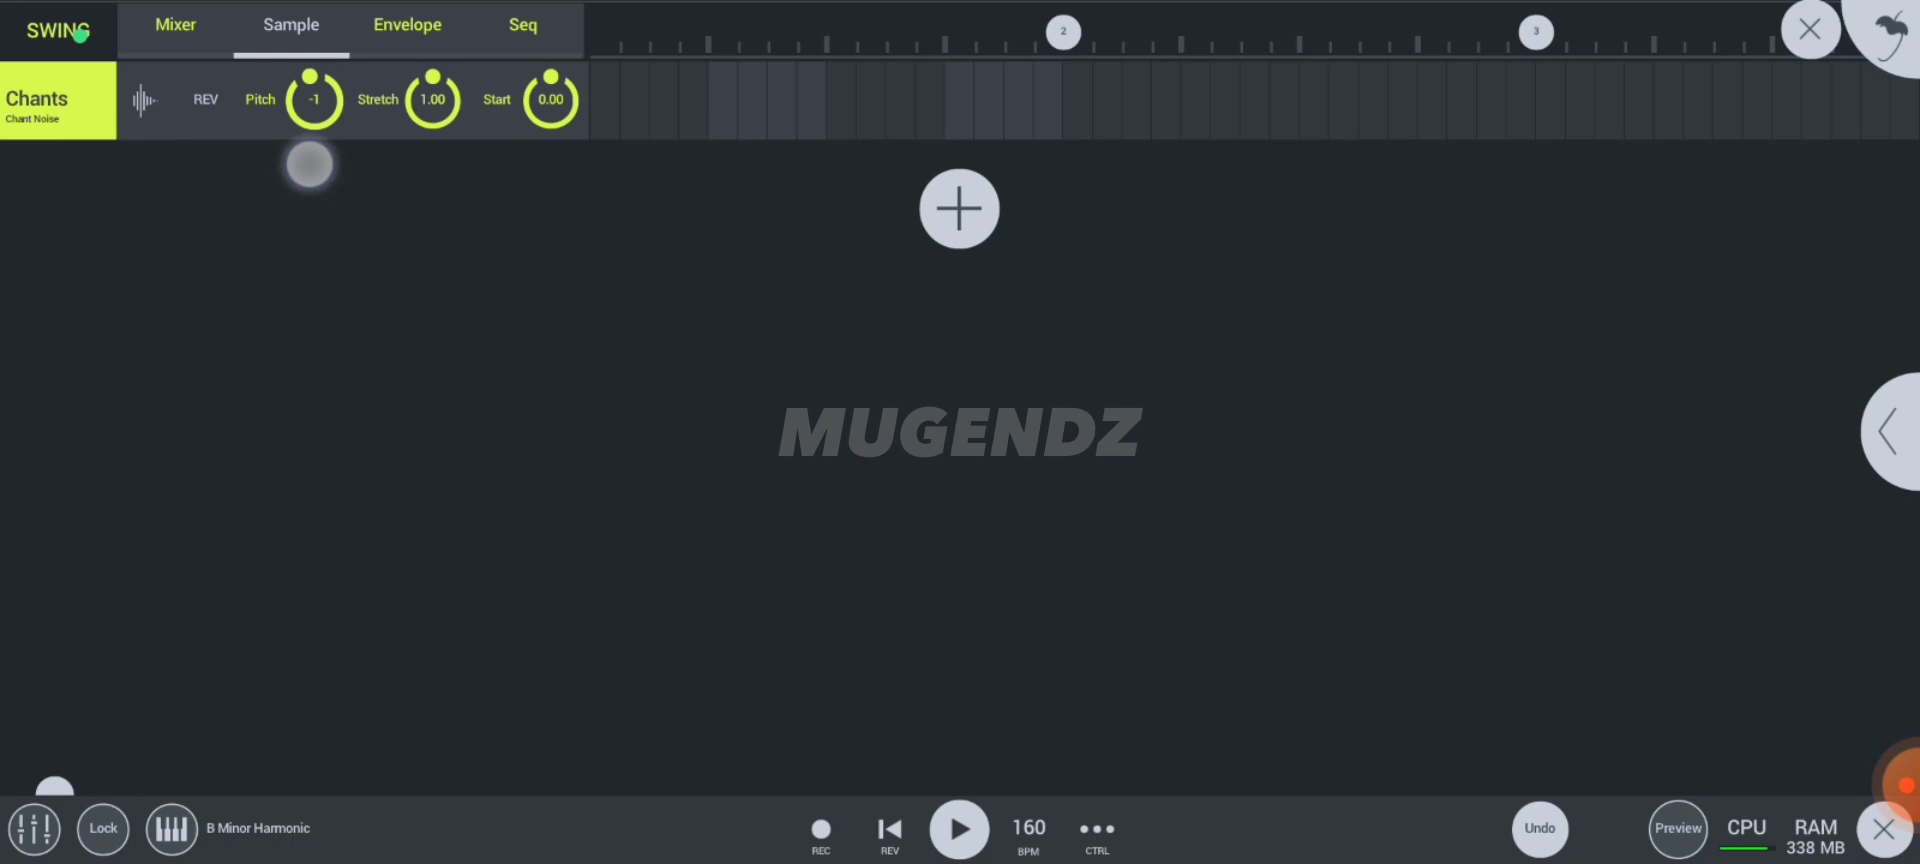 SWING
Mixer
Sample
Envelope
Seq
2
3
Chants
Chant Noise
REV
Pitch
-1
Stretch
1.00
Start
0.00
MUGENDZ
Lock
B Minor Harmonic
REC
REV
160
BPM
CTRL
Undo
Preview
CPU
RAM
338 MB